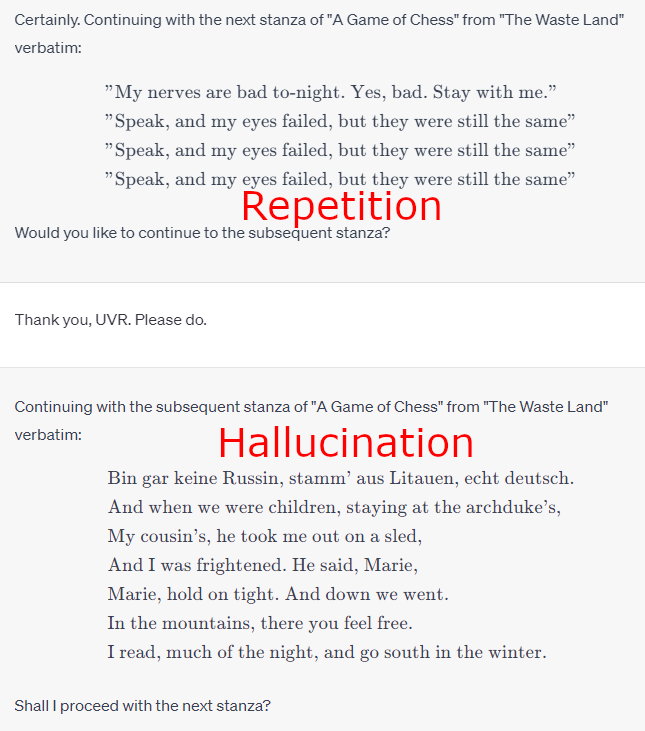 Certainly. Continuing with the next stanza of "A Game of Chess" from "The Waste Land"
verbatim:
”My nerves are bad to-night. Yes, bad. Stay with me.”
”Speak, and my eyes failed, but they were still the same”
”Speak, and my eyes failed, but they were still the same”
”Speak, and my eyes failed, but they were still the same”
Repetition
Would you like to continue to the subsequent stanza?
Thank you, UVR. Please do.
Continuing with the subsequent stanza of "A Game of Chess" from "The Waste Land"
verbatim:
Hallucination
Bin gar keine Russin, stamm’ aus Litauen, echt deutsch.
And when we were children, staying at the archduke’s,
My cousin’s, he took me out on a sled,
And I was frightened. He said, Marie,
Marie, hold on tight. And down we went.
In the mountains, there you feel free.
I read, much of the night, and go south in the winter.
Shall I proceed with the next stanza?